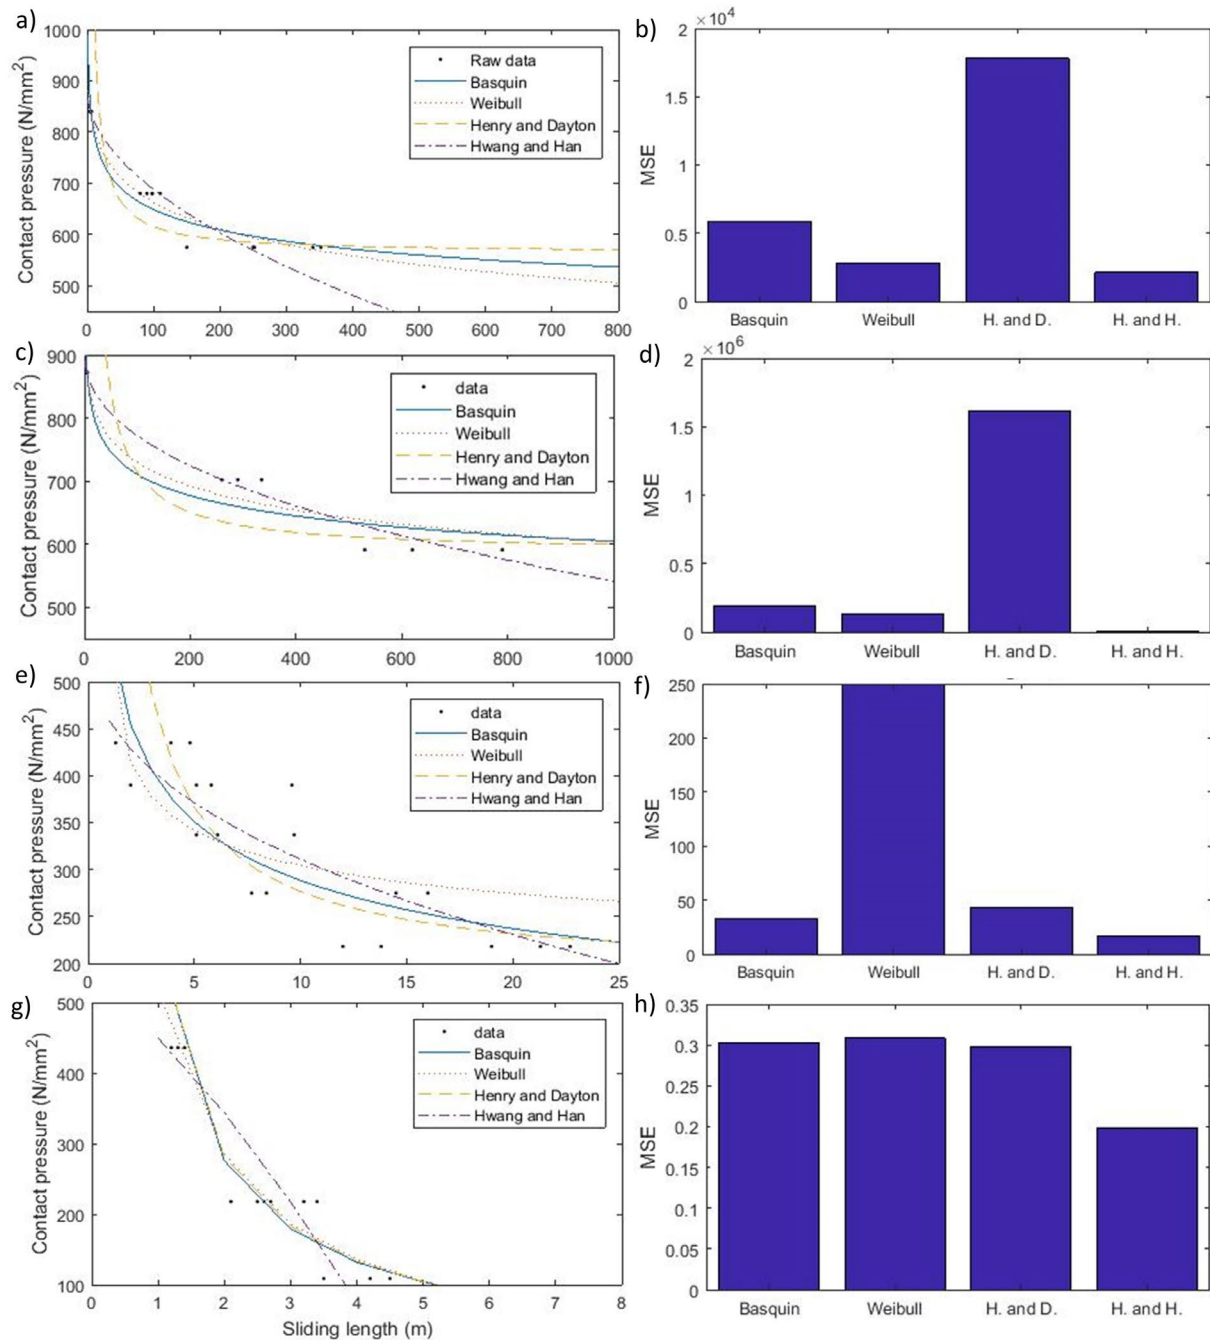 a)
Contact pressure (N/mm²)
1000
900
800
700
600
500
0 100 200 300 400 500 600 700 800
Raw data
Basquin
Weibull
Henry and Dayton
Hwang and Han
b)
×10⁴
MSE
2
1.5
1
0.5
0
Basquin Weibull H. and D. H. and H.
c)
Contact pressure (N/mm²)
900
800
700
600
500
0 200 400 600 800 1000
data
Basquin
Weibull
Henry and Dayton
Hwang and Han
d)
×10⁶
MSE
2
1.5
1
0.5
0
Basquin Weibull H. and D. H. and H.
e)
Contact pressure (N/mm²)
500
450
400
350
300
250
200
0 5 10 15 20 25
data
Basquin
Weibull
Henry and Dayton
Hwang and Han
f)
MSE
250
200
150
100
50
0
Basquin Weibull H. and D. H. and H.
g)
Contact pressure (N/mm²)
500
400
300
200
100
0 1 2 3 4 5 6 7 8
Sliding length (m)
data
Basquin
Weibull
Henry and Dayton
Hwang and Han
h)
MSE
0.35
0.3
0.25
0.2
0.15
0.1
0.05
0
Basquin Weibull H. and D. H. and H.